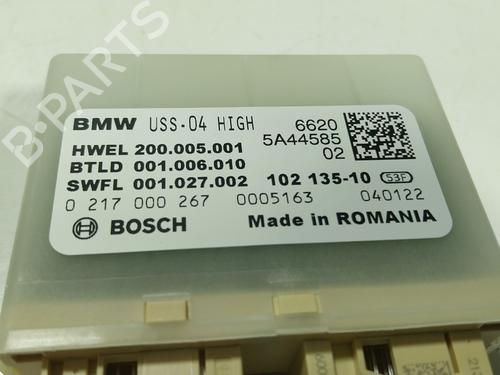 BMW USS-04 HIGH 6620
5A44585
02
HWEL 200.005.001
BTLD 001.006.010
SWFL 001.027.002 102 135-10 53F
0 217 000 267 0005163 040122
BOSCH Made in ROMANIA
B-PARTS